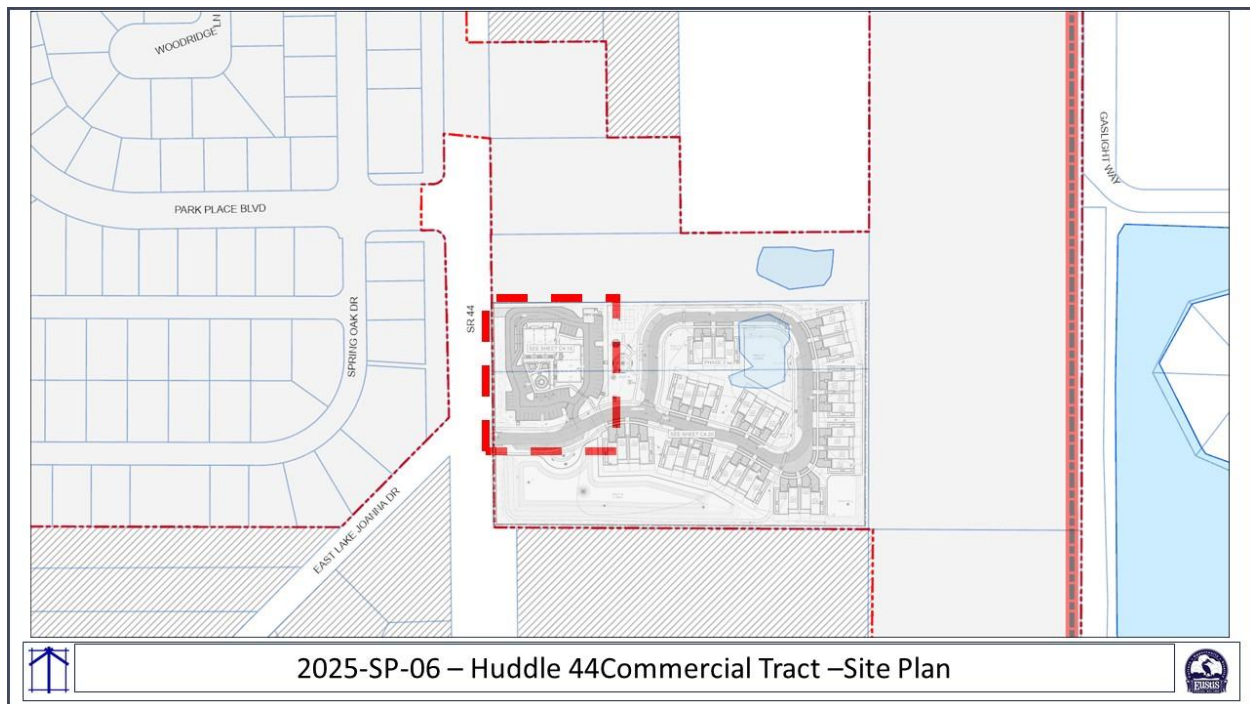 WOODRIDGE LN
GASLIGHT WAY
PARK PLACE BLVD
SR 44
SPRING OAK DR
EAST LAKE JOANNA DR
2025-SP-06 – Huddle 44Commercial Tract –Site Plan
EUSTIS